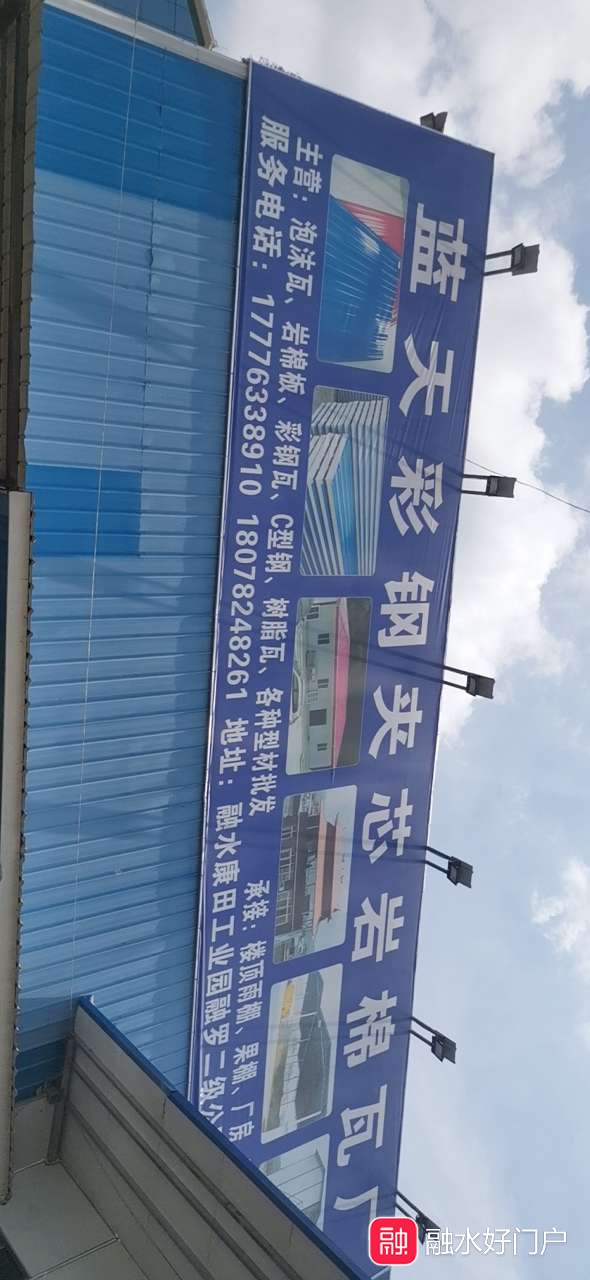 蓝天彩钢夹芯岩棉瓦厂
主营：泡沫瓦、岩棉板、彩钢瓦、C型钢、树脂瓦、各种型材批发 承接：楼顶雨棚、果棚、厂房
服务电话：17776338910 18078248261 地址：融水康田工业园融罗二级公
融 融水好门户